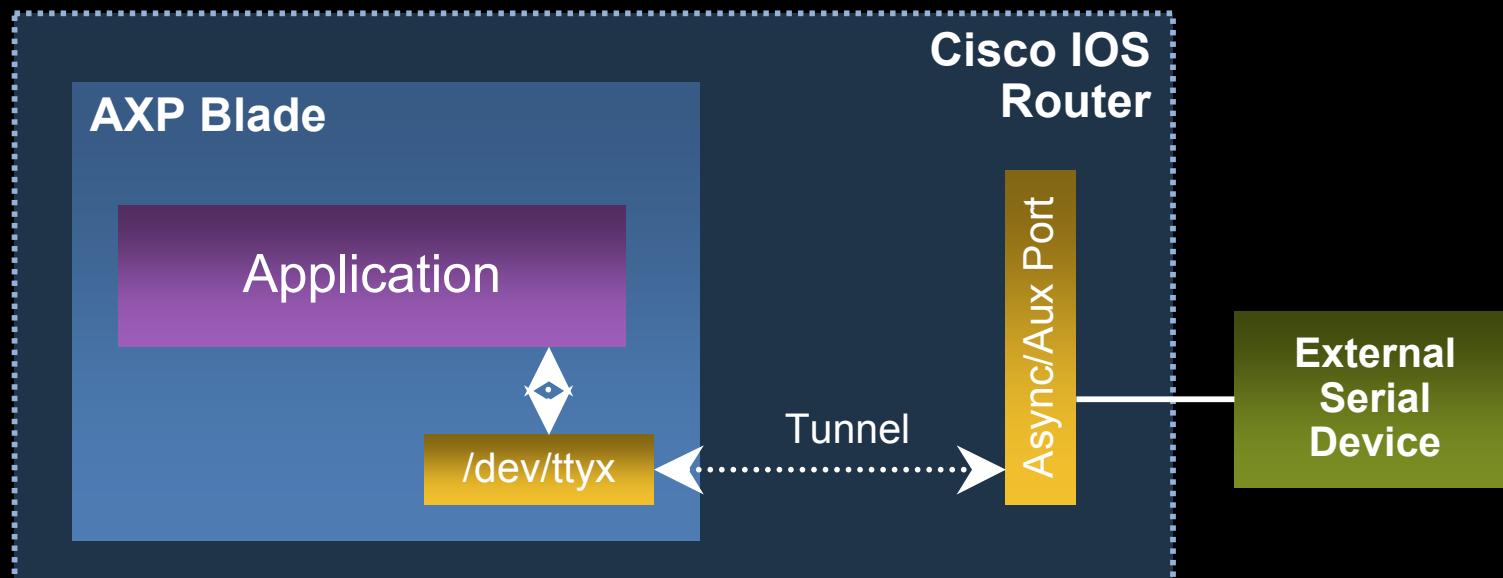 Cisco IOS
Router
AXP Blade
Application
/dev/ttyx
Tunnel
Async/Aux Port
External
Serial
Device